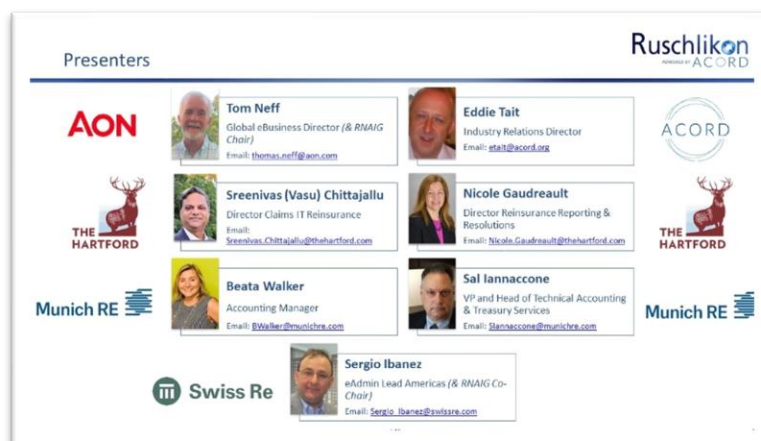 Presenters
Ruschlikon
POWERED BY ACORD
AON
Tom Neff
Global eBusiness Director (& RNAIG
Chair)
Email: thomas.neff@aon.com
Eddie Tait
Industry Relations Director
Email: etait@acord.org
ACORD
THE
HARTFORD
Sreenivas (Vasu) Chittajallu
Director Claims IT Reinsurance
Email:
Sreenivas.Chittajallu@thehartford.com
Nicole Gaudreault
Director Reinsurance Reporting &
Resolutions
Email: Nicole.Gaudreault@thehartford.com
THE
HARTFORD
Munich RE
Beata Walker
Accounting Manager
Email: BWalker@munichre.com
Sal Iannaccone
VP and Head of Technical Accounting
& Treasury Services
Email: SIannaccone@munichre.com
Munich RE
Swiss Re
Sergio Ibanez
eAdmin Lead Americas (& RNAIG Co-
Chair)
Email: Sergio_Ibanez@swissre.com